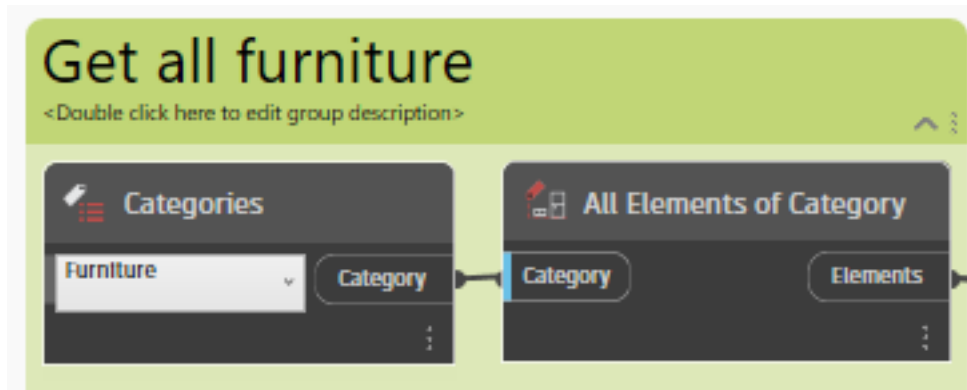 Get all furniture
<Double click here to edit group description>
Categories
Furniture
Category
All Elements of Category
Category
Elements